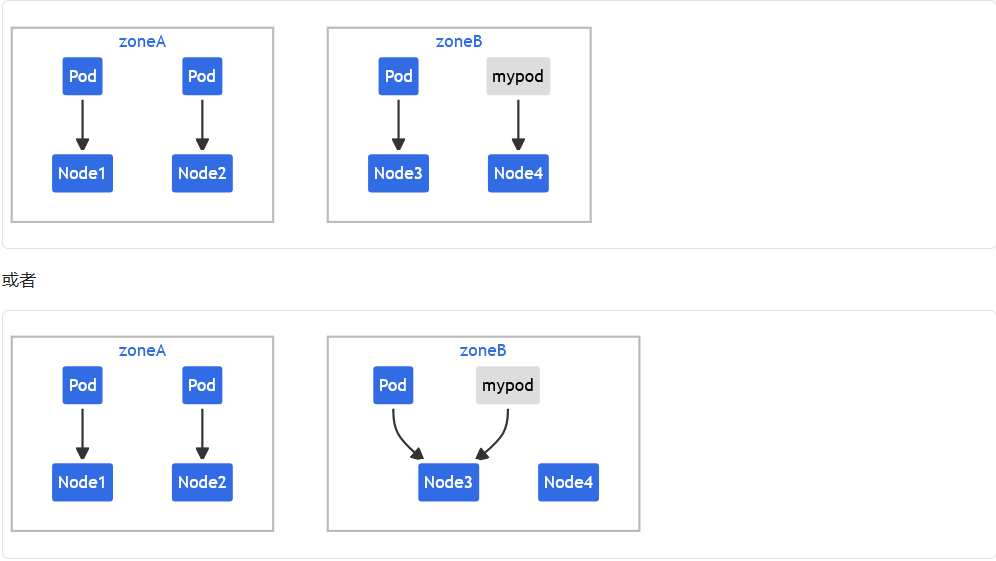 zoneA
zoneB
Pod
Pod
Pod
mypod
Node1
Node2
Node3
Node4
或者
zoneA
zoneB
Pod
Pod
Pod
mypod
Node1
Node2
Node3
Node4